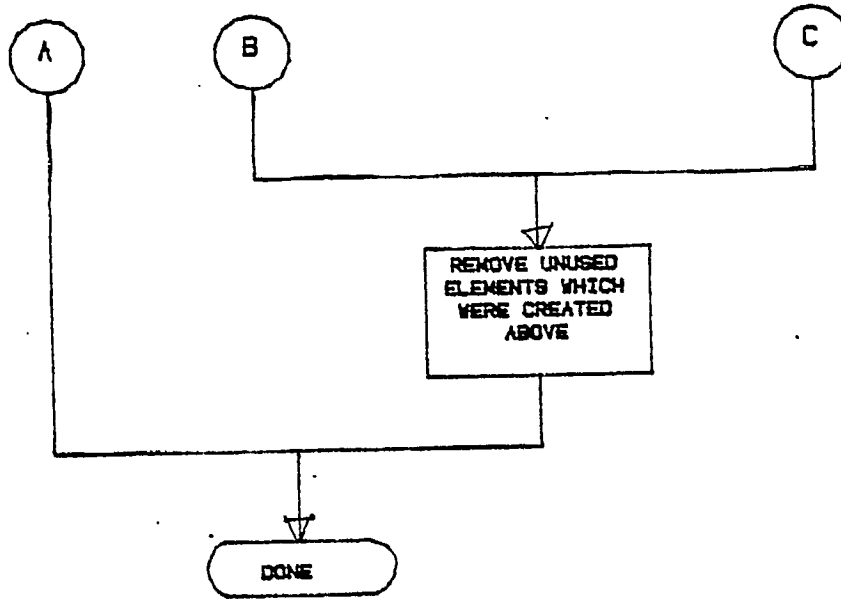 A
B
C
REMOVE UNUSED
ELEMENTS WHICH
WERE CREATED
ABOVE
DONE